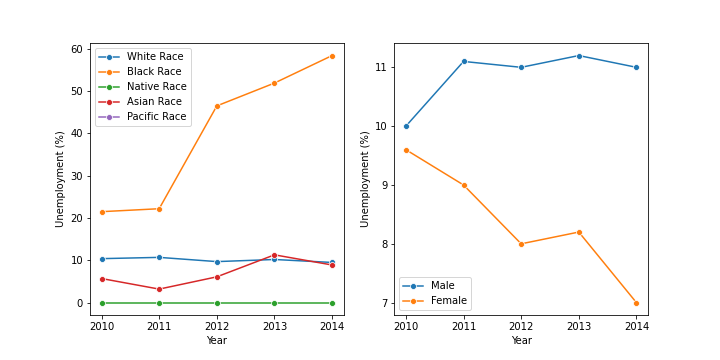 60
50
40
30
20
10
0
Unemployment (%)
White Race
Black Race
Native Race
Asian Race
Pacific Race
2010 2011 2012 2013 2014
Year
11
10
9
8
7
Unemployment (%)
Male
Female
2010 2011 2012 2013 2014
Year